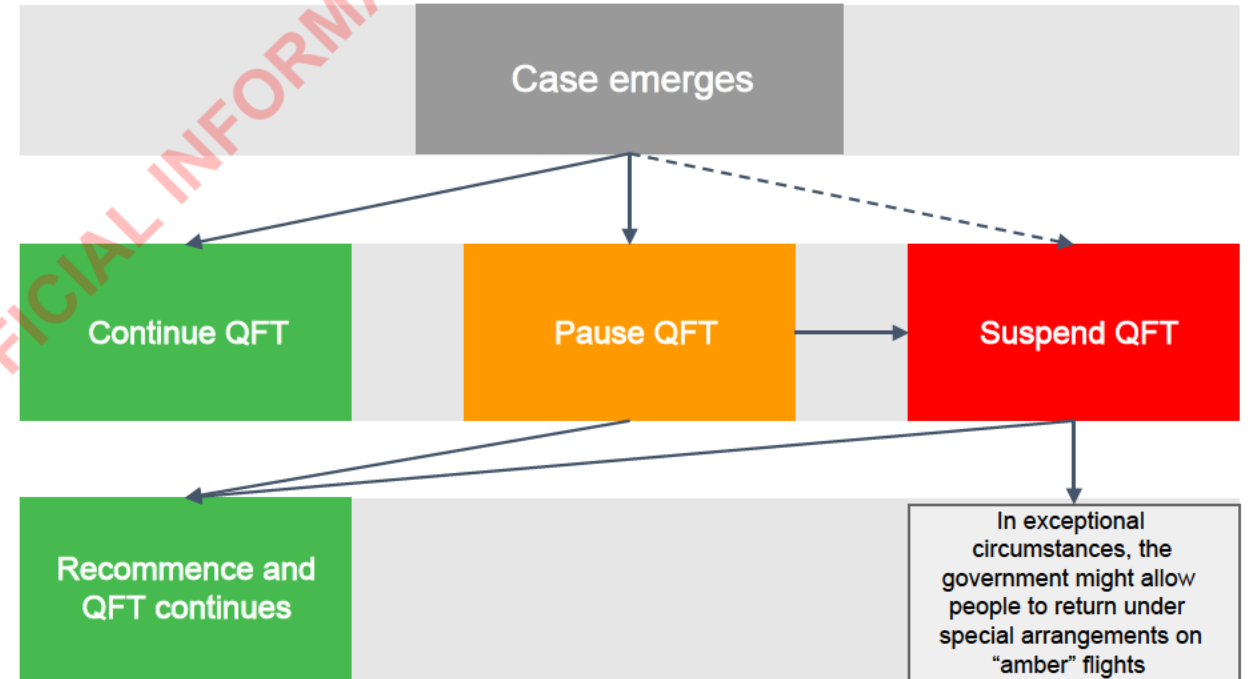 Case emerges
Continue QFT
Pause QFT
Suspend QFT
Recommence and
QFT continues
In exceptional
circumstances, the
government might allow
people to return under
special arrangements on
“amber” flights
FICIAL INFORMA